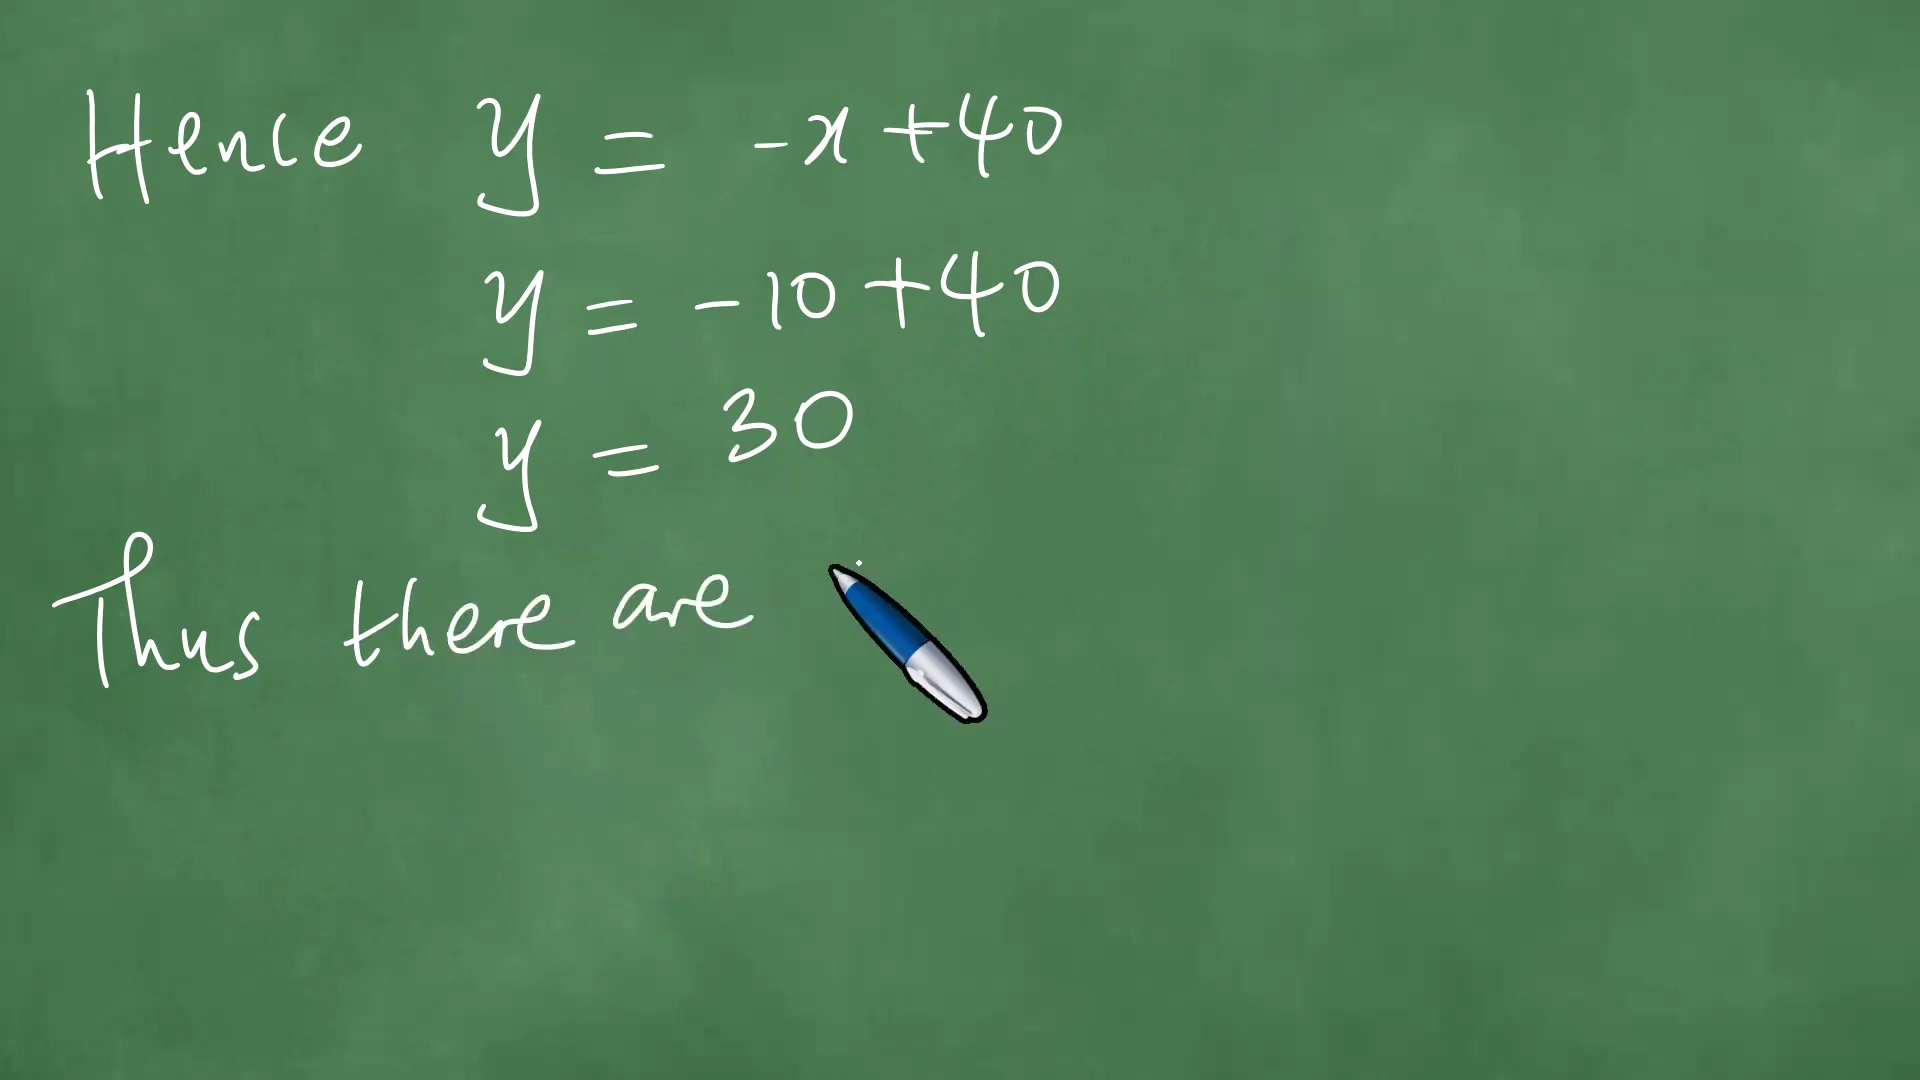 Hence y = -x+40
y = -10+40
y = 30
Thus there are